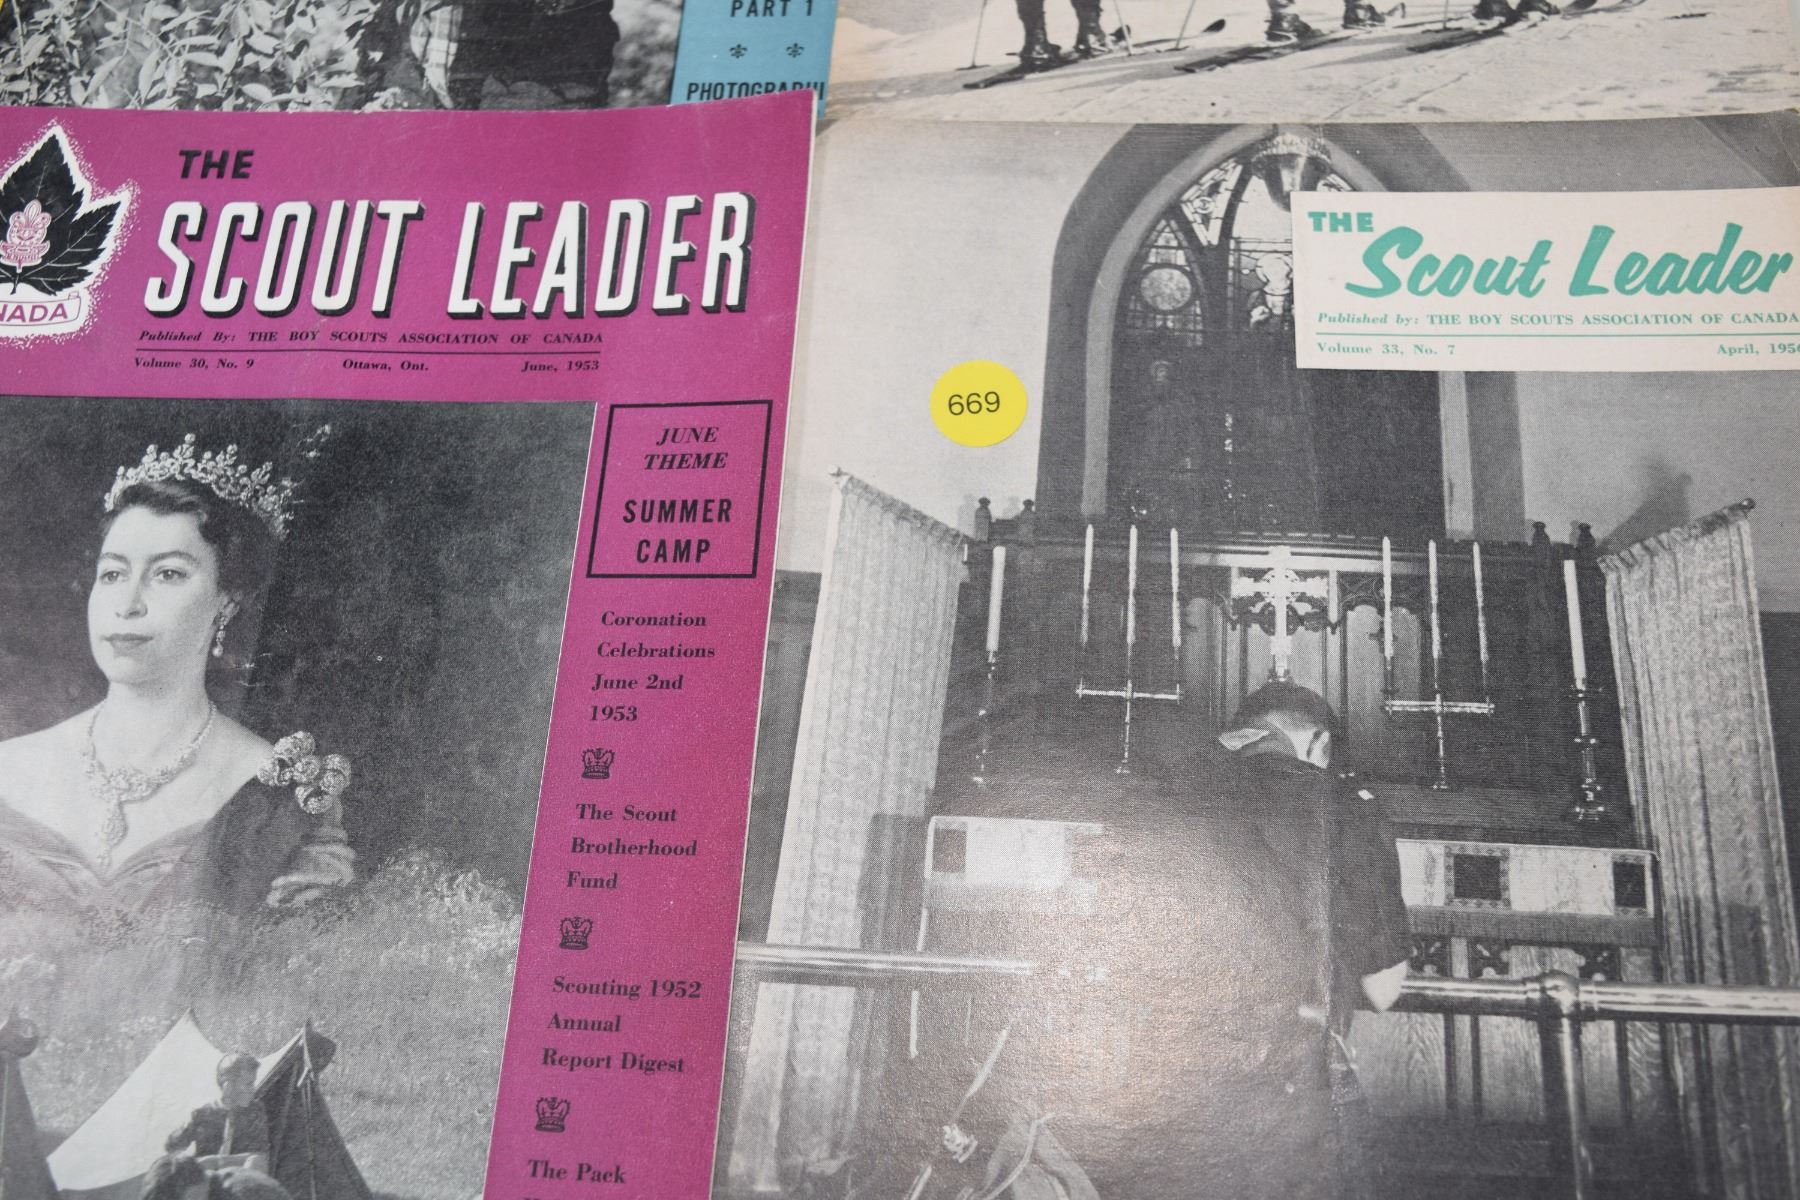 PART 1
THE
SCOUT LEADER
Published By: THE BOY SCOUTS ASSOCIATION OF CANADA
Volume 30, No. 9 Ottawa, Ont. June, 1953
JUNE
THEME
SUMMER
CAMP
Coronation
Celebrations
June 2nd
1953
The Scout
Brotherhood
Fund
Scouting 1952
Annual
Report Digest
The Pack
669
THE
Scout Leader
Published by: THE BOY SCOUTS ASSOCIATION OF CANADA
Volume 33, No. 7 April,